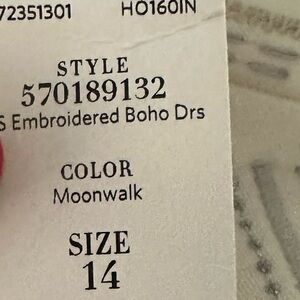 72351301 HO160IN
STYLE
570189132
S Embroidered Boho Drs
COLOR
Moonwalk
SIZE
14